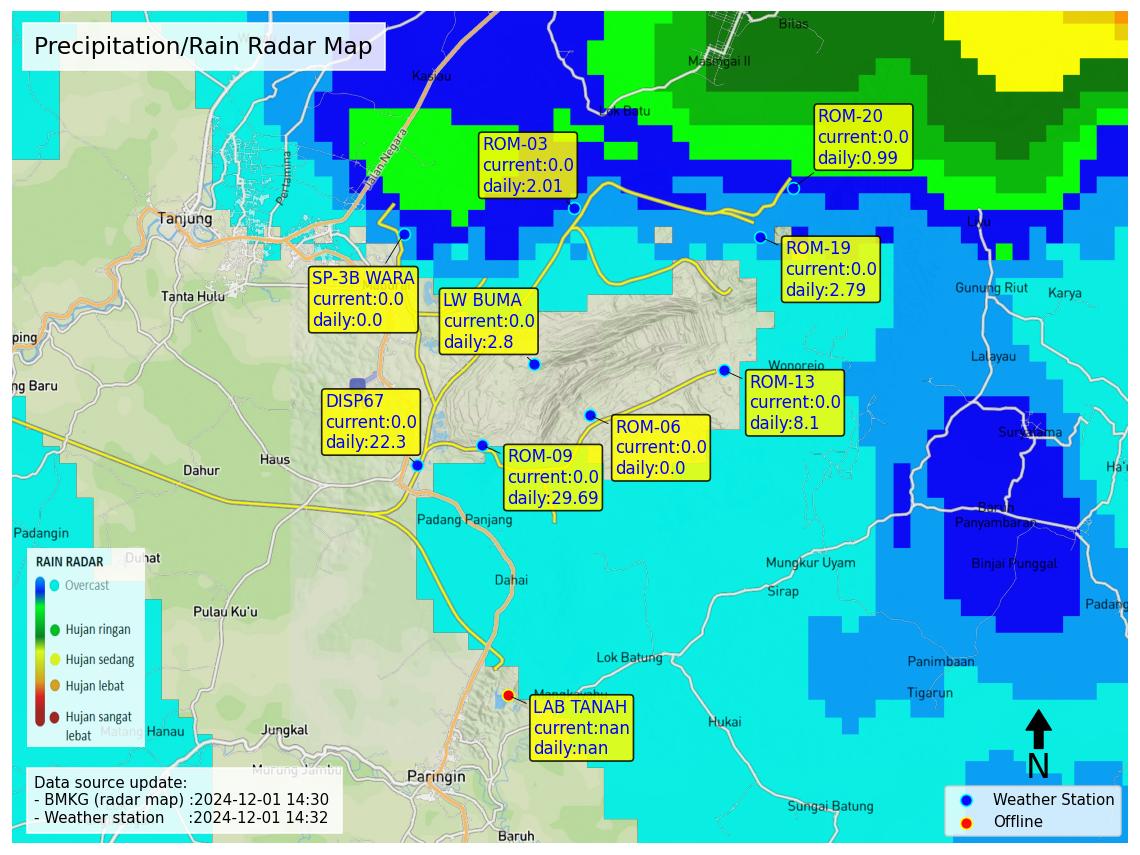 Precipitation/Rain Radar Map
Bilas
Masingai II
Kasiau
Lok Batu
Jalan Negara
Pertamina
ROM-03
current:0.0
daily:2.01
ROM-20
current:0.0
daily:0.99
Tanjung
Liyu
ROM-19
current:0.0
daily:2.79
SP-3B WARA
current:0.0
daily:0.0
Tanta Hulu
LW BUMA
current:0.0
daily:2.8
Gunung Riut
Karya
ping
ng Baru
Lalayau
Wonorejo
ROM-13
current:0.0
daily:8.1
DISP67
current:0.0
daily:22.3
ROM-06
current:0.0
daily:0.0
ROM-09
current:0.0
daily:29.69
Haus
Dahur
Padangin
Padang Panjang
Panyambaran
Binjai Punggal
Mungkur Uyam
Sirap
Dahai
Duhat
RAIN RADAR
Overcast
Hujan ringan
Hujan sedang
Hujan lebat
Hujan sangat
lebat
Pulau Ku'u
Padang
Lok Batung
Panimbaan
Tigarun
LAB TANAH
current:nan
daily:nan
Hukai
Matang Hanau
Jungkal
Murung Jambu
Paringin
Sungai Batung
Baruh
N
Data source update:
- BMKG (radar map) :2024-12-01 14:30
- Weather station :2024-12-01 14:32
Weather Station
Offline